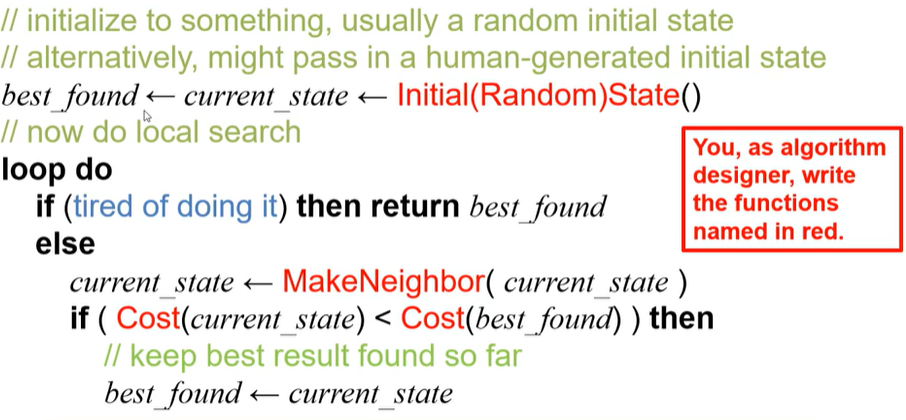 // initialize to something, usually a random initial state
// alternatively, might pass in a human-generated initial state
best_found ← current_state ← Initial(Random)State()
// now do local search
loop do
if (tired of doing it) then return best_found
else
current_state ← MakeNeighbor( current_state )
if ( Cost(current_state) < Cost(best_found) ) then
// keep best result found so far
best_found ← current_state
You, as algorithm
designer, write
the functions
named in red.